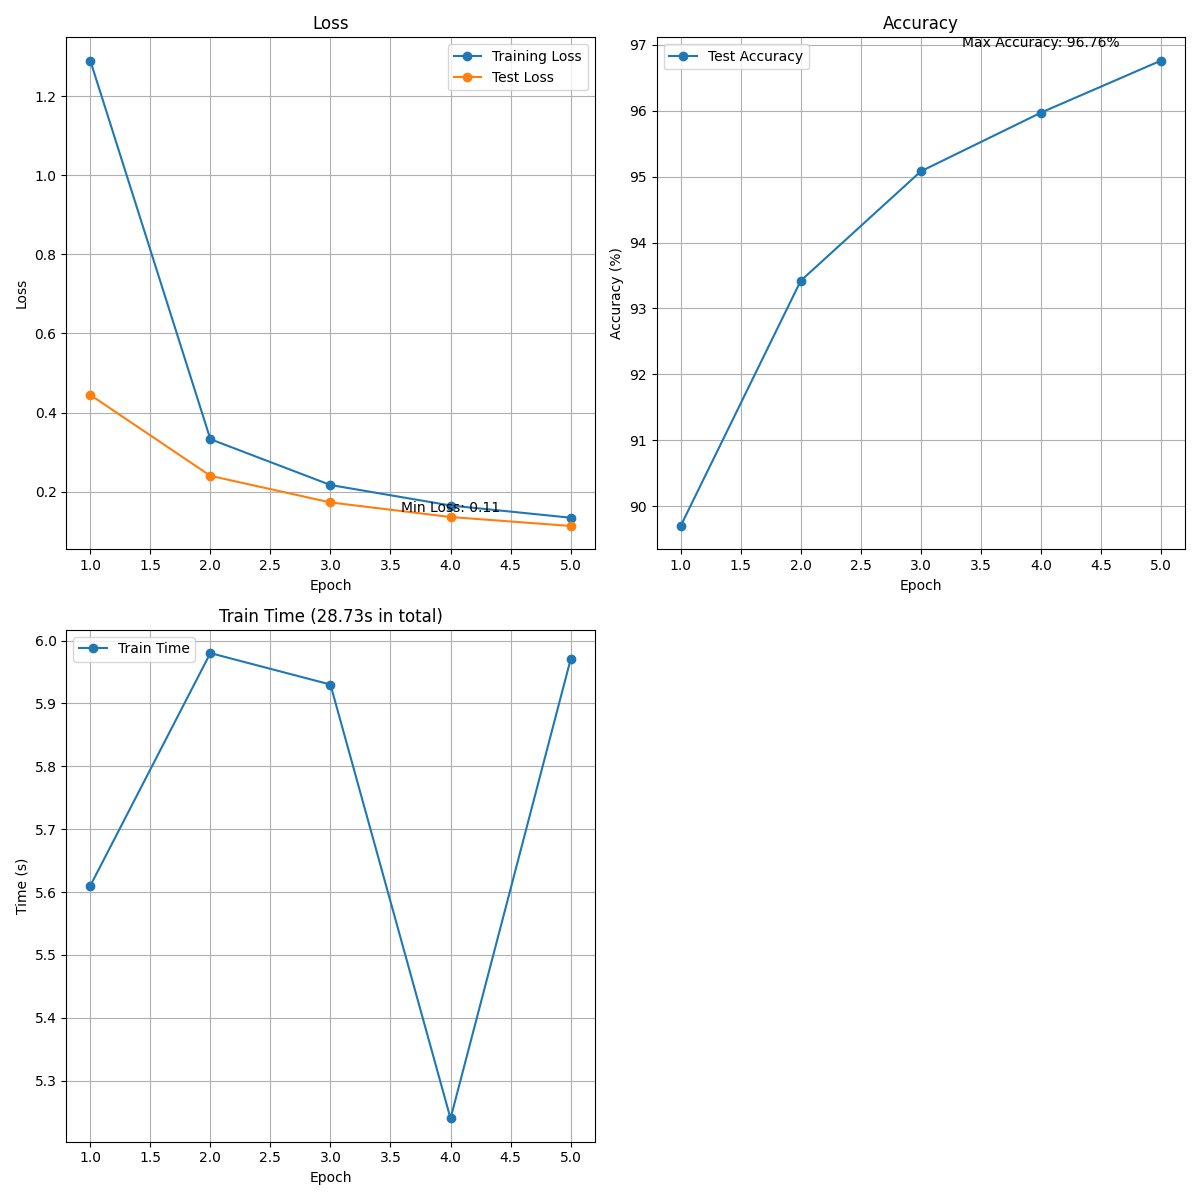 Loss
Training Loss
Test Loss
1.2
1.0
0.8
0.6
0.4
0.2
Loss
Min Loss: 0.11
1.0 1.5 2.0 2.5 3.0 3.5 4.0 4.5 5.0
Epoch
Accuracy
Max Accuracy: 96.76%
Test Accuracy
97
96
95
94
93
92
91
90
Accuracy (%)
1.0 1.5 2.0 2.5 3.0 3.5 4.0 4.5 5.0
Epoch
Train Time (28.73s in total)
Train Time
6.0
5.9
5.8
5.7
5.6
5.5
5.4
5.3
Time (s)
1.0 1.5 2.0 2.5 3.0 3.5 4.0 4.5 5.0
Epoch